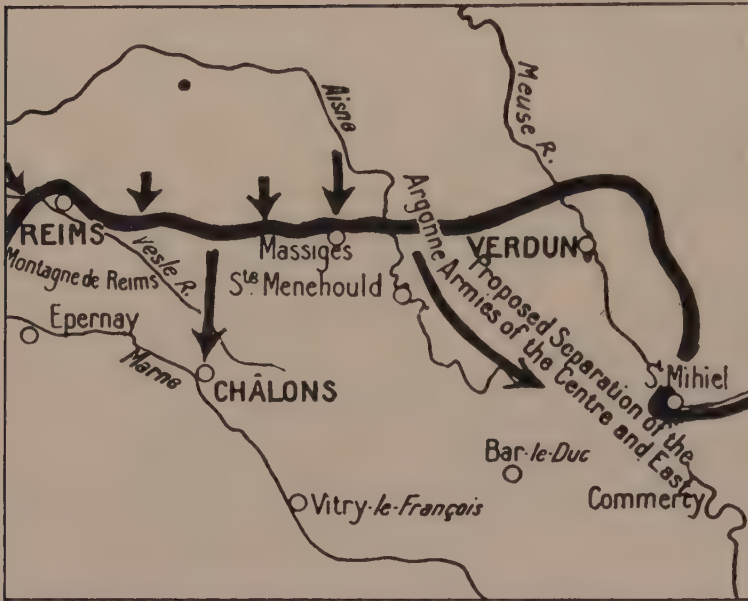 Meuse R.
Aisne
Argonne
REIMS
Vesle R.
Massiges
VERDUN
Montagne de Reims
Ste. Menehould
Proposed Separation of the
Armies of the Centre and East
Epernay
Marne
CHÂLONS
St Mihiel
Bar-le-Duc
Commercy
Vitry-le-François